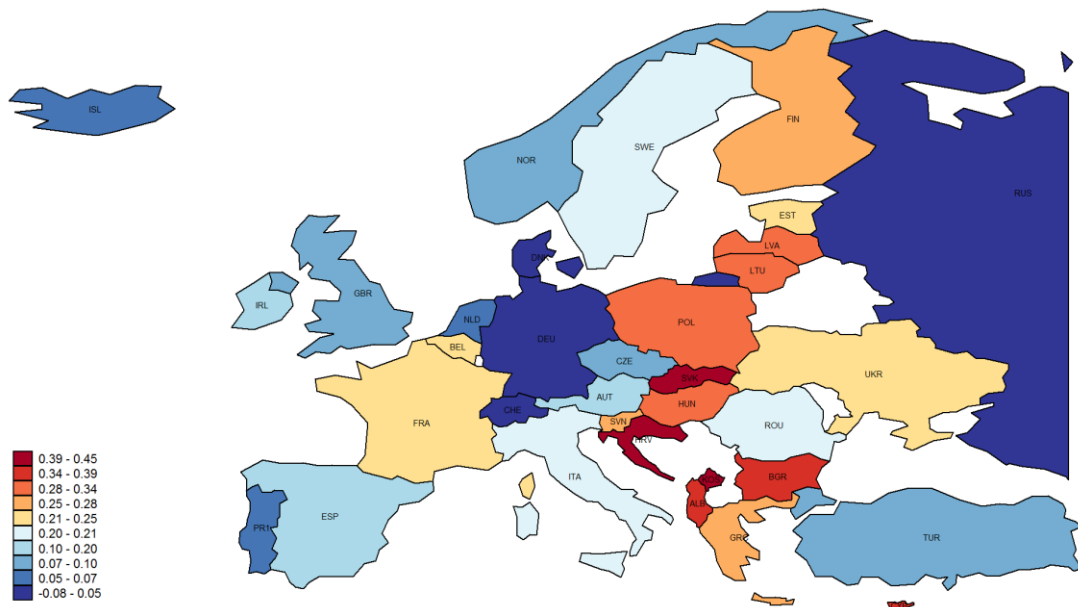 ISL
NOR
SWE
FIN
RUS
EST
LVA
LTU
DNK
IRL
GBR
NLD
DEU
POL
BEL
CZE
SVK
UKR
AUT
CHE
HUN
FRA
SVN
HRV
ROU
ITA
BGR
ALB
ESP
TUR
0.39 - 0.45
0.34 - 0.39
0.28 - 0.34
0.25 - 0.28
0.21 - 0.25
0.20 - 0.21
0.10 - 0.20
0.07 - 0.10
0.05 - 0.07
-0.08 - 0.05